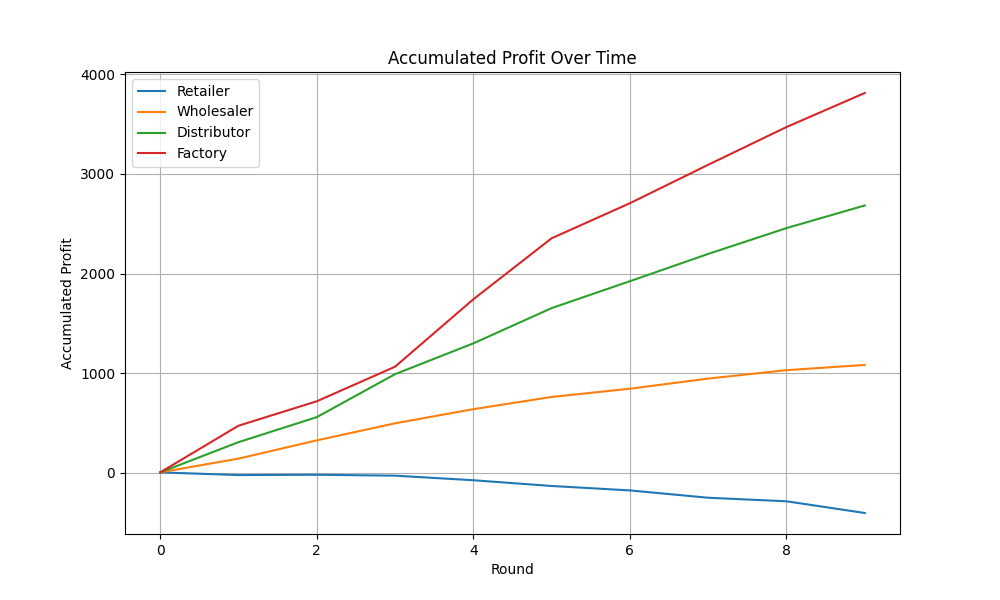 Accumulated Profit Over Time
Accumulated Profit
4000
3000
2000
1000
0
Retailer
Wholesaler
Distributor
Factory
0 2 4 6 8
Round